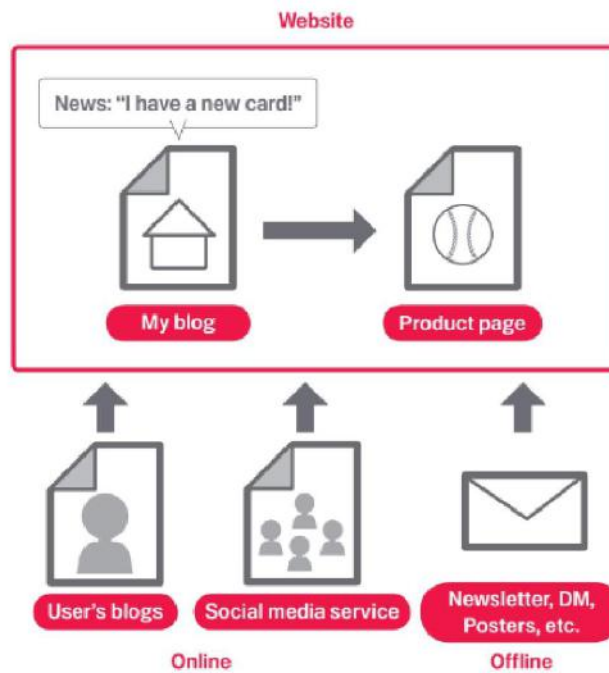 Website
News: “I have a new card!”
My blog
Product page
User's blogs
Social media service
Newsletter, DM,
Posters, etc.
Online
Offline